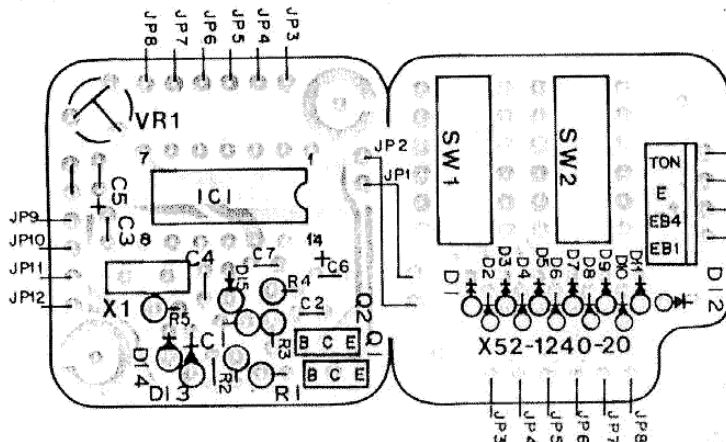 JP8
JP7
JP6
JP5
JP4
JP3
VR1
7
1
JP2
JP1
SW1
SW2
TON
E
EB4
EB1
IC1
C5
+
C3
8
14
JP9
JP10
JP11
JP12
C4
C7
+
C6
D15
R4
C2
X1
R5
C1
R3
Q2
Q1
B C E
B C E
D14
D13
R2
R1
D1
D2
D3
D4
D5
D6
D7
D8
D9
D10
D11
D12
X52-1240-20
JP3
JP4
JP5
JP6
JP7
JP8